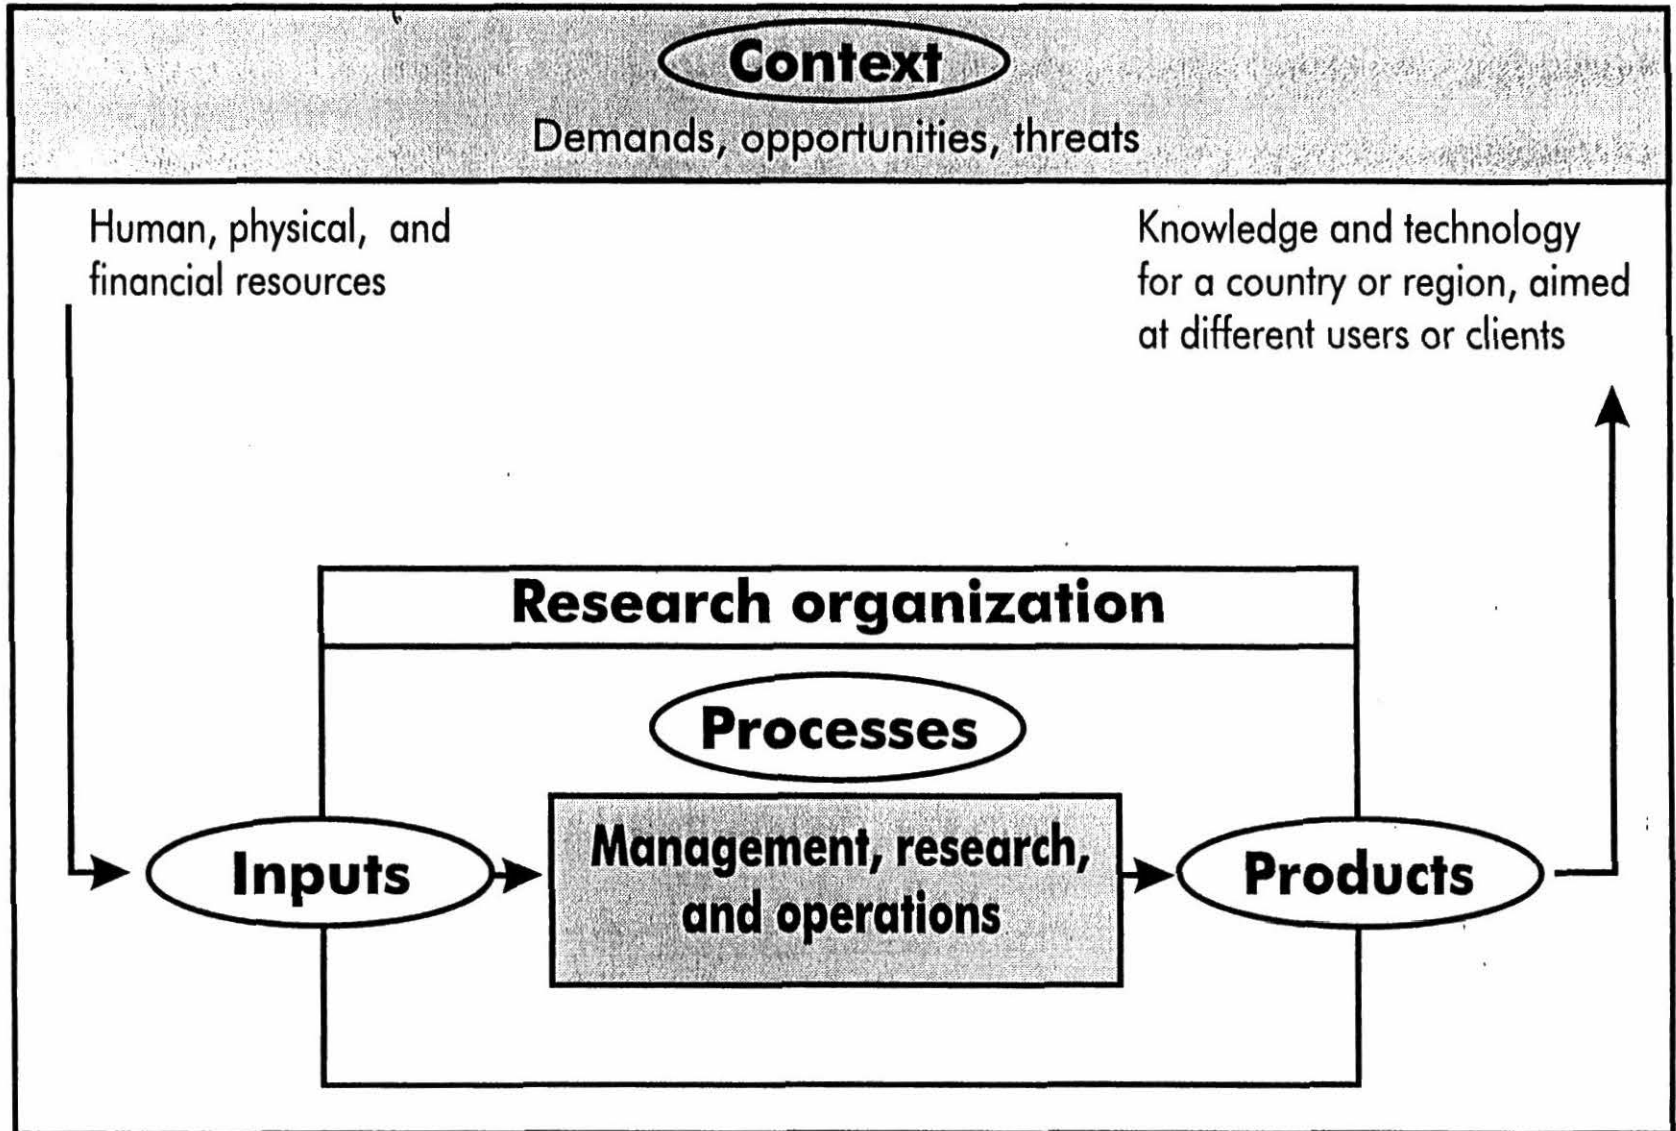 Context
Demands, opportunities, threats
Human, physical, and
financial resources
Knowledge and technology
for a country or region, aimed
at different users or clients
Research organization
Processes
Inputs
Management, research,
and operations
Products